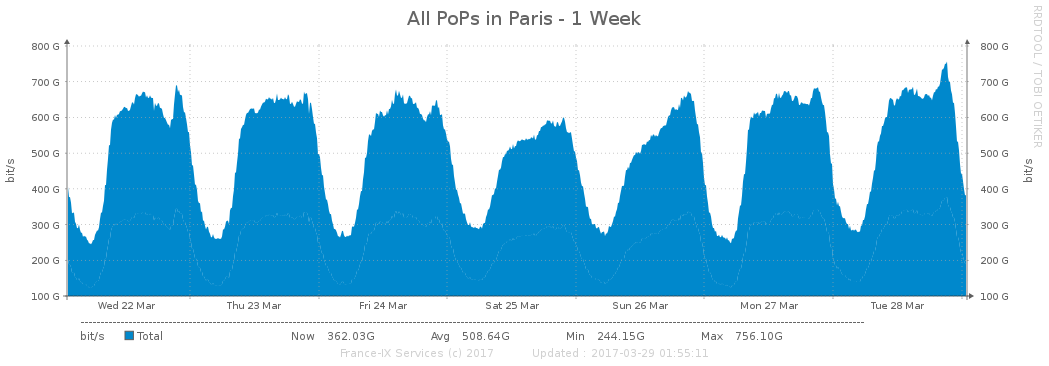 All PoPs in Paris - 1 Week
RRDTOOL / TOBI OETIKER
800 G 800 G
700 G 700 G
600 G 600 G
500 G 500 G
400 G 400 G
300 G 300 G
200 G 200 G
100 G 100 G
bit/s
bit/s
Wed 22 Mar Thu 23 Mar Fri 24 Mar Sat 25 Mar Sun 26 Mar Mon 27 Mar Tue 28 Mar
bit/s Total Now 362.03G Avg 508.64G Min 244.15G Max 756.10G
France-IX Services (c) 2017 Updated : 2017-03-29 01:55:11